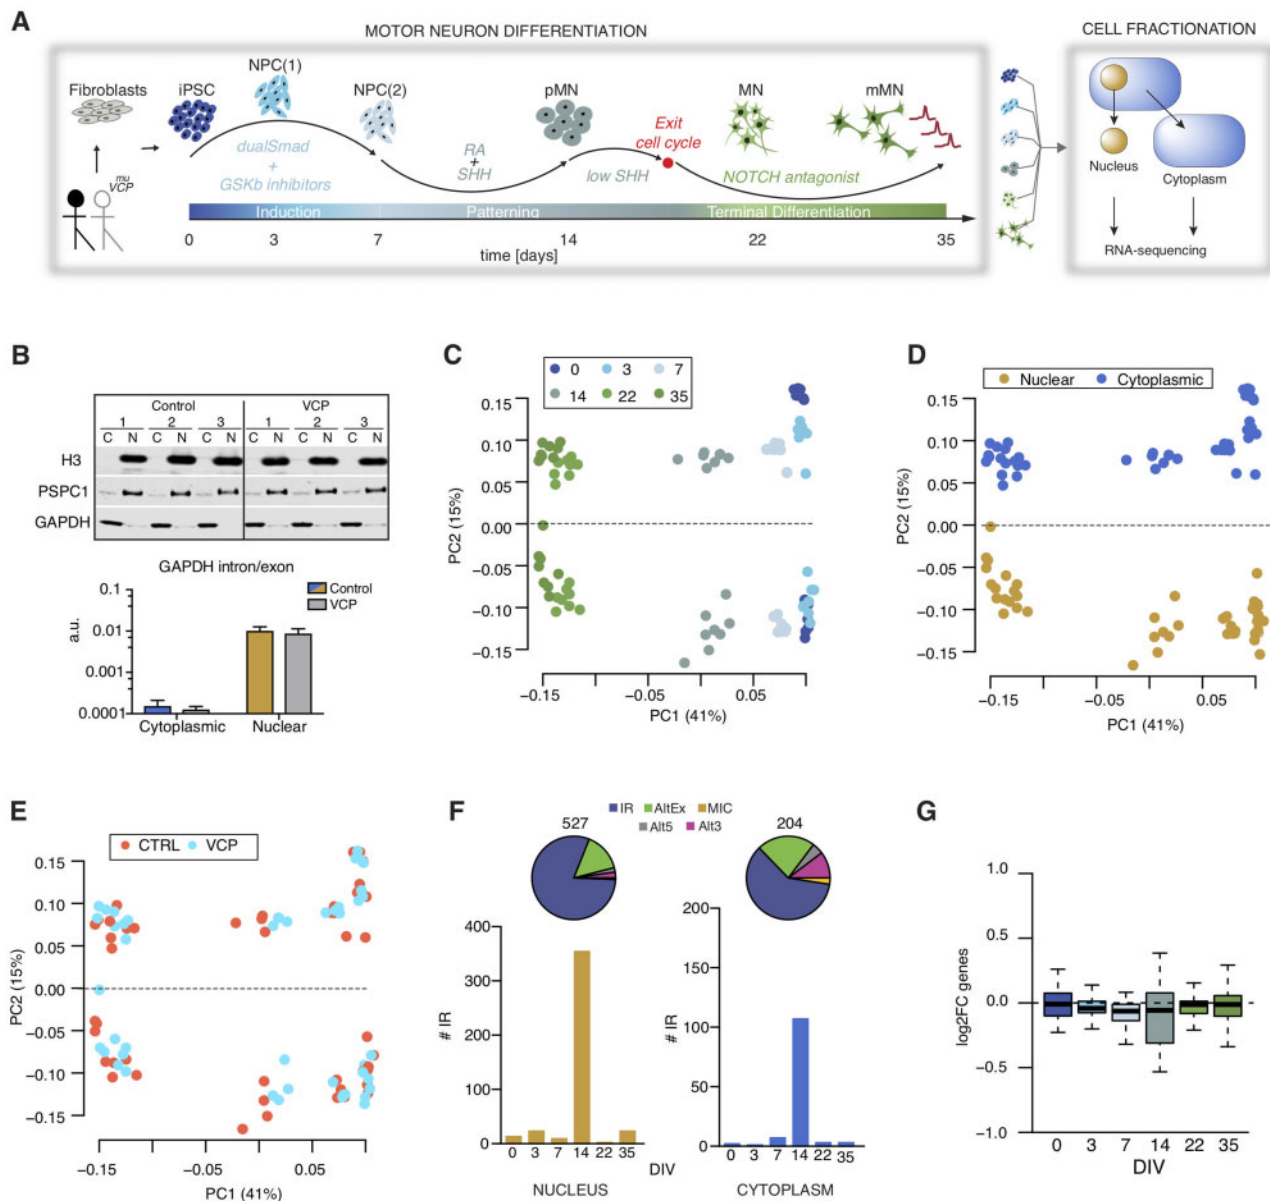 A
MOTOR NEURON DIFFERENTIATION
CELL FRACTIONATION
Fibroblasts
iPSC
NPC(1)
NPC(2)
pMN
MN
mMN
Exit
cell cycle
dualSmad
+
GSKb inhibitors
RA
+
SHH
low SHH
NOTCH antagonist
mu
VCP
Induction
Patterning
Terminal Differentiation
0 3 7 14 22 35
time [days]
Nucleus
Cytoplasm
RNA-sequencing
B
Control VCP
1 2 3 1 2 3
C N C N C N C N C N C N
H3
PSPC1
GAPDH
GAPDH intron/exon
Control
VCP
a.u.
0.1
0.01
0.001
0.0001
Cytoplasmic Nuclear
C
0 3 7
14 22 35
PC2 (15%)
0.15
0.10
0.05
0.00
−0.05
−0.10
−0.15
−0.15 −0.05 0.05
PC1 (41%)
D
Nuclear Cytoplasmic
PC2 (15%)
0.15
0.10
0.05
0.00
−0.05
−0.10
−0.15
−0.15 −0.05 0.05
PC1 (41%)
E
CTRL VCP
PC2 (15%)
0.15
0.10
0.05
0.00
−0.05
−0.10
−0.15
−0.15 −0.05 0.05
PC1 (41%)
F
IR AltEx MIC
Alt5 Alt3
527
204
# IR
400
300
200
100
0
0 3 7 14 22 35
NUCLEUS
DIV
# IR
200
150
100
50
0
0 3 7 14 22 35
CYTOPLASM
G
log2FC genes
1.0
0.5
0.0
−0.5
−1.0
0 3 7 14 22 35
DIV